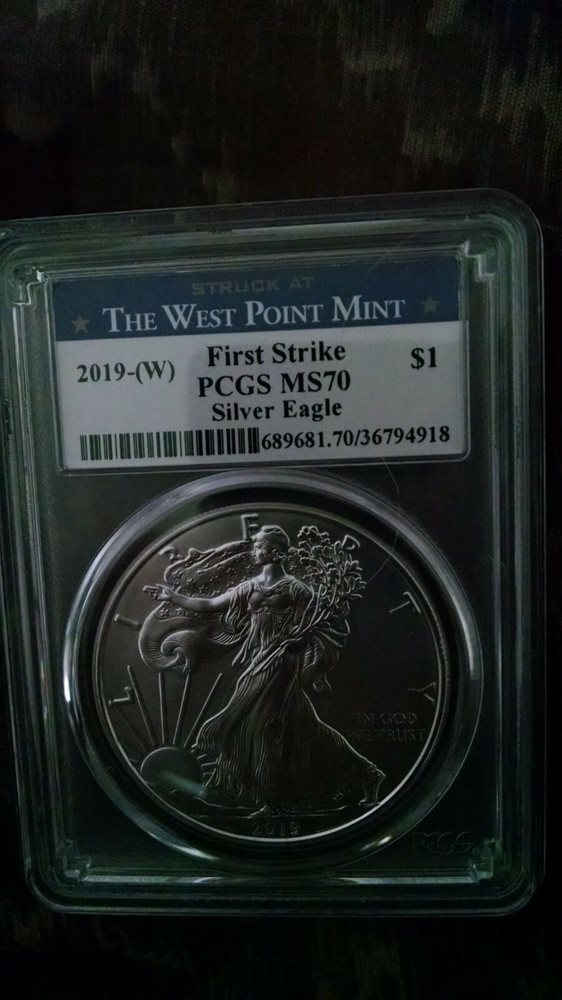 STRUCK AT
THE WEST POINT MINT
2019-(W)
First Strike
$1
PCGS MS70
Silver Eagle
689681.70/36794918
LIBERTY
IN GOD
WE TRUST
2019
PCGS